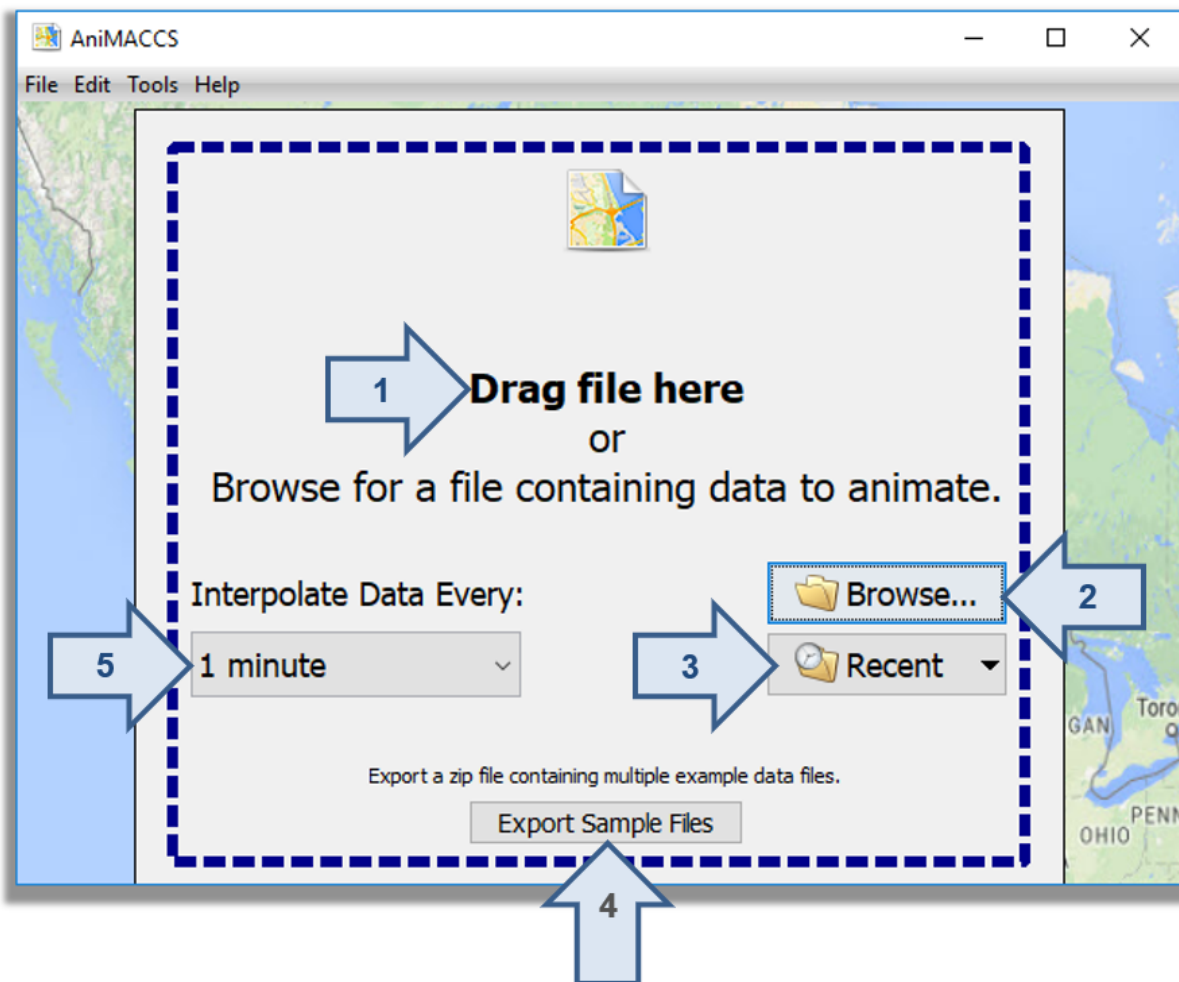 AniMACCS
File Edit Tools Help
1
Drag file here
or
Browse for a file containing data to animate.
Interpolate Data Every:
Browse...
2
5
1 minute
3
Recent
GAN
Toro
PENN
OHIO
Export a zip file containing multiple example data files.
Export Sample Files
4